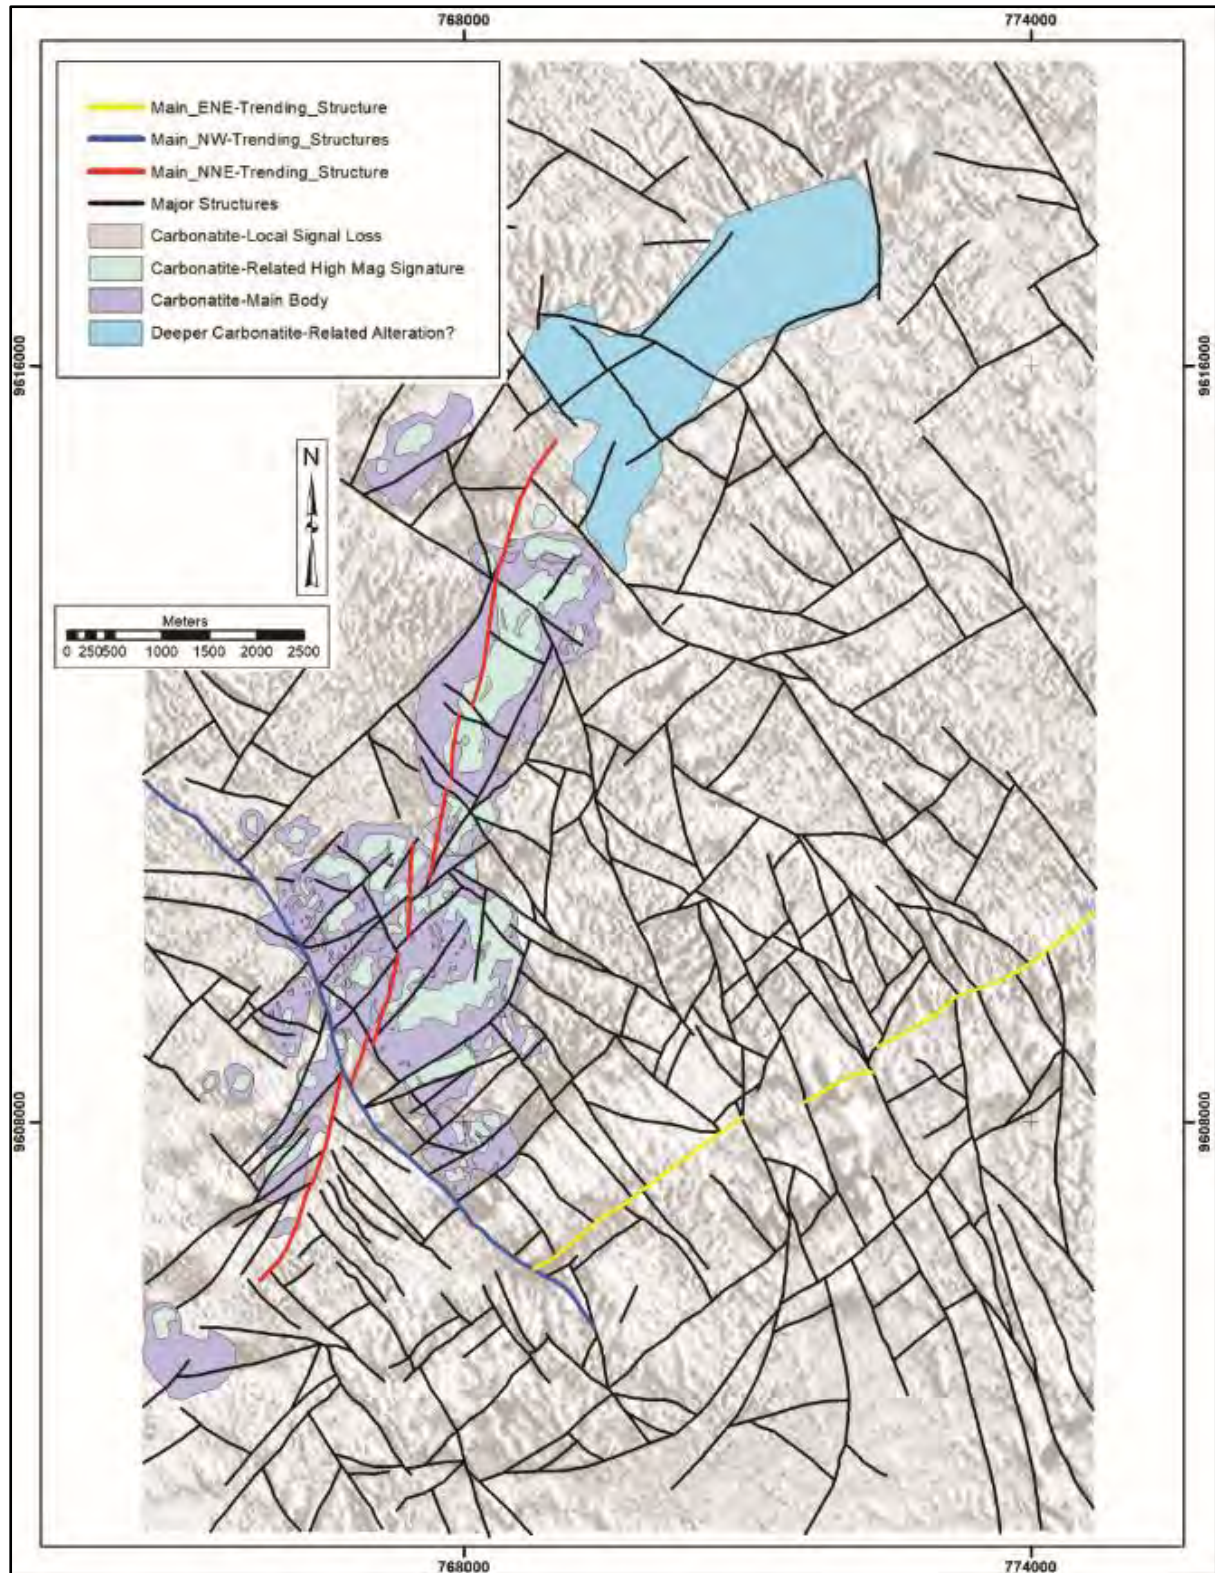 768000 774000
Main_ENE-Trending_Structure
Main_NW-Trending_Structures
Main_NNE-Trending_Structure
Major Structures
Carbonatite-Local Signal Loss
Carbonatite-Related High Mag Signature
Carbonatite-Main Body
Deeper Carbonatite-Related Alteration?
9616000 9616000
N
Meters
0 250500 1000 1500 2000 2500
9608000 9608000
768000 774000